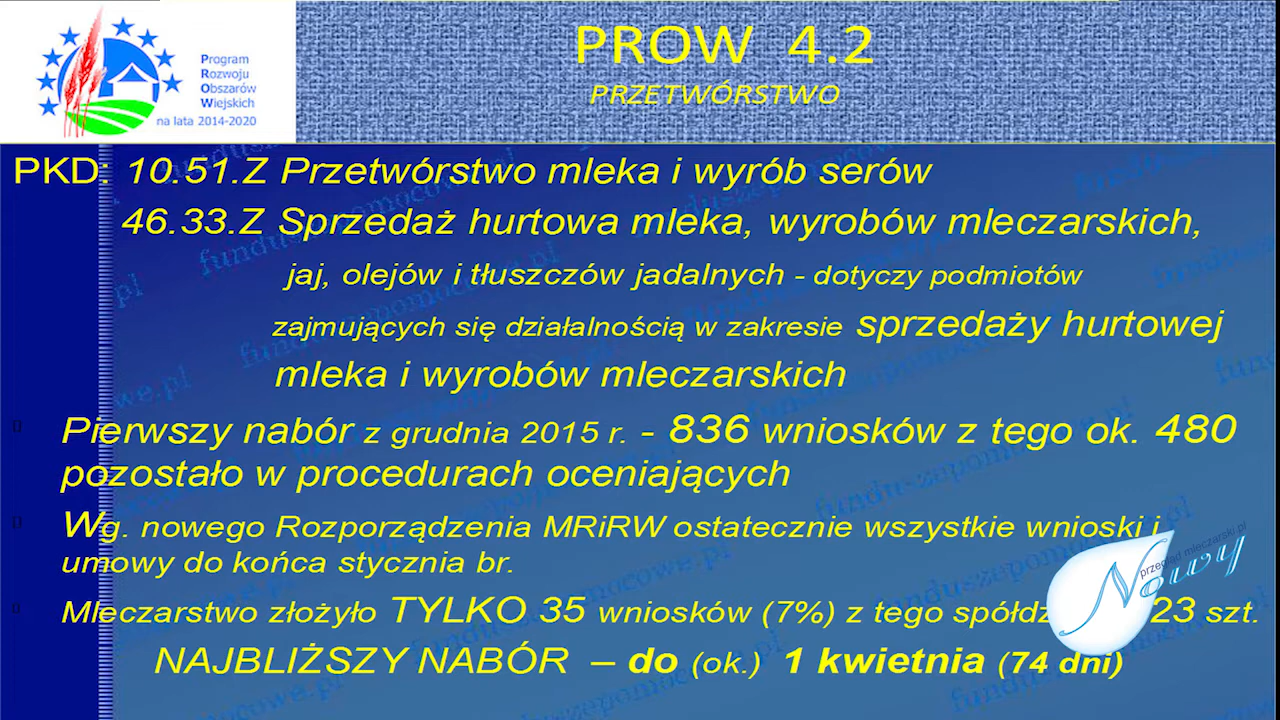 Program
Rozwoju
Obszarów
Wiejskich
na lata 2014-2020
PROW 4.2
PRZETWÓRSTWO
PKD: 10.51.Z Przetwórstwo mleka i wyrób serów
46.33.Z Sprzedaż hurtowa mleka, wyrobów mleczarskich,
jaj, olejów i tłuszczów jadalnych - dotyczy podmiotów
zajmujących się działalnością w zakresie sprzedaży hurtowej
mleka i wyrobów mleczarskich
Pierwszy nabór z grudnia 2015 r. - 836 wniosków z tego ok. 480
pozostało w procedurach oceniających
Wg. nowego Rozporządzenia MRiRW ostatecznie wszystkie wnioski i
umowy do końca stycznia br.
Mleczarstwo złożyło TYLKO 35 wniosków (7%) z tego 23 szt.
NAJBLIŻSZY NABÓR – do (ok.) 1 kwietnia (74 dni)
przegląd mleczarski.pl
Nowy